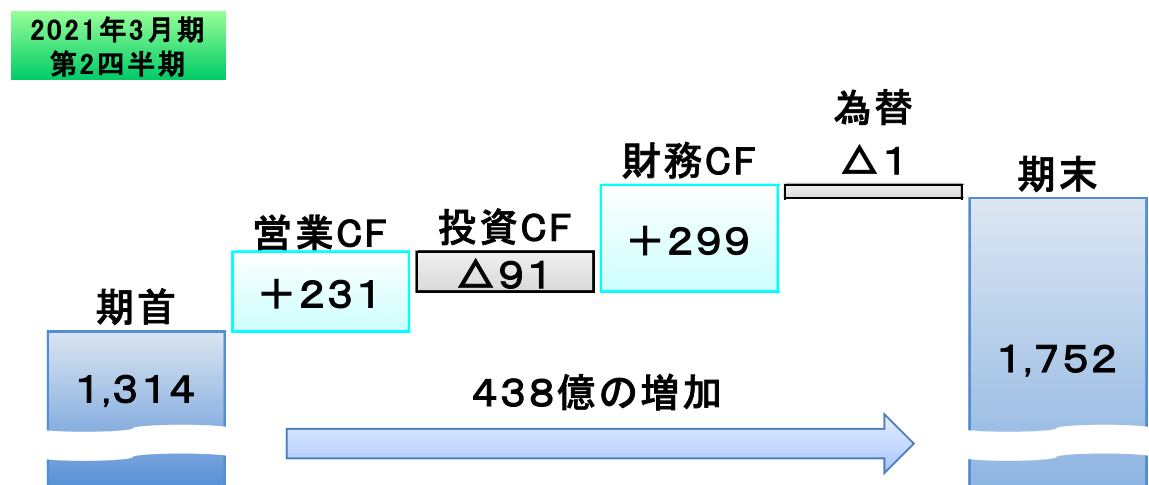 2021年3月期
第2四半期
期首
1,314
営業CF
＋231
投資CF
△91
財務CF
＋299
為替
△1
期末
1,752
438億の増加